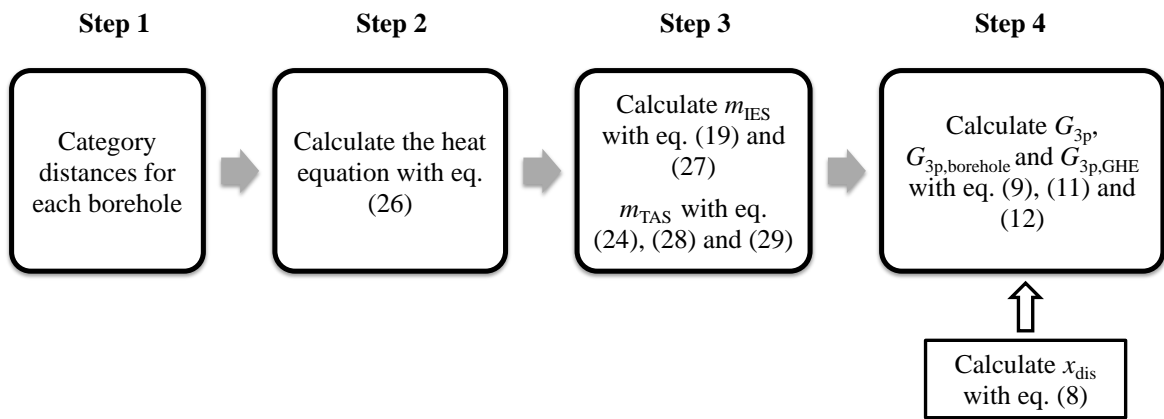 Step 1
Step 2
Step 3
Step 4
Category
distances for
each borehole
Calculate the heat
equation with eq.
(26)
Calculate m_IES
with eq. (19) and
(27)
m_TAS with eq.
(24), (28) and (29)
Calculate G_3p,
G_3p,borehole and G_3p,GHE
with eq. (9), (11) and
(12)
Calculate x_dis
with eq. (8)